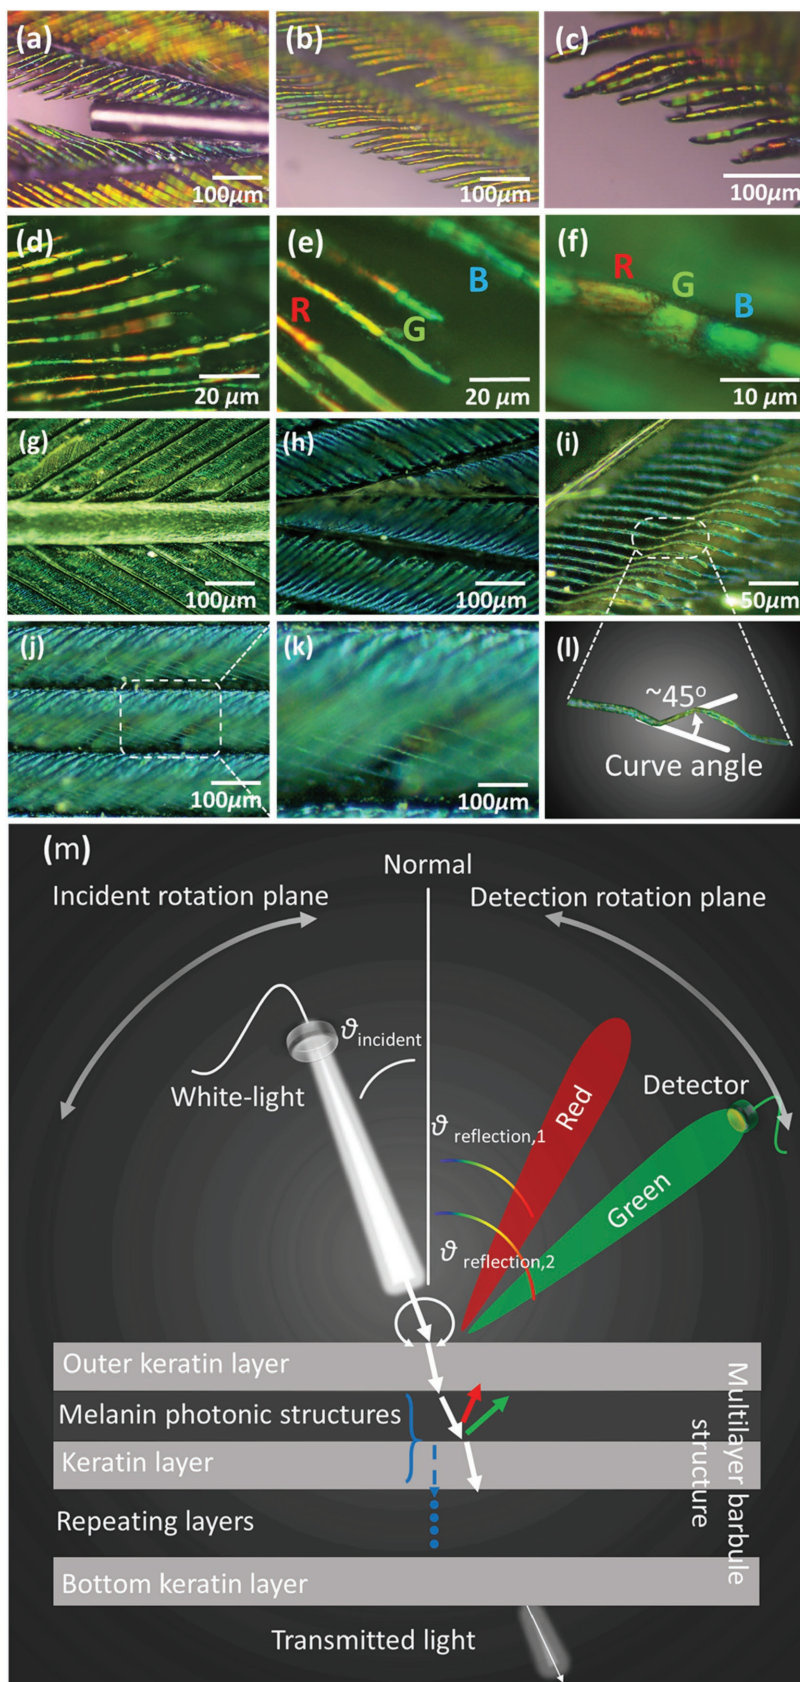 (a)
100μm
(b)
100μm
(c)
100μm
(d)
20 μm
(e)
R
G
B
20 μm
(f)
R
G
B
10 μm
(g)
100μm
(h)
100μm
(i)
50μm
(j)
100μm
(k)
100μm
(l)
~45°
Curve angle
(m)
Normal
Incident rotation plane
Detection rotation plane
ϑincident
White-light
Red
Detector
ϑ reflection,1
Green
ϑ reflection,2
Outer keratin layer
Melanin photonic structures
Keratin layer
Repeating layers
Bottom keratin layer
Multilayer barbule
structure
Transmitted light